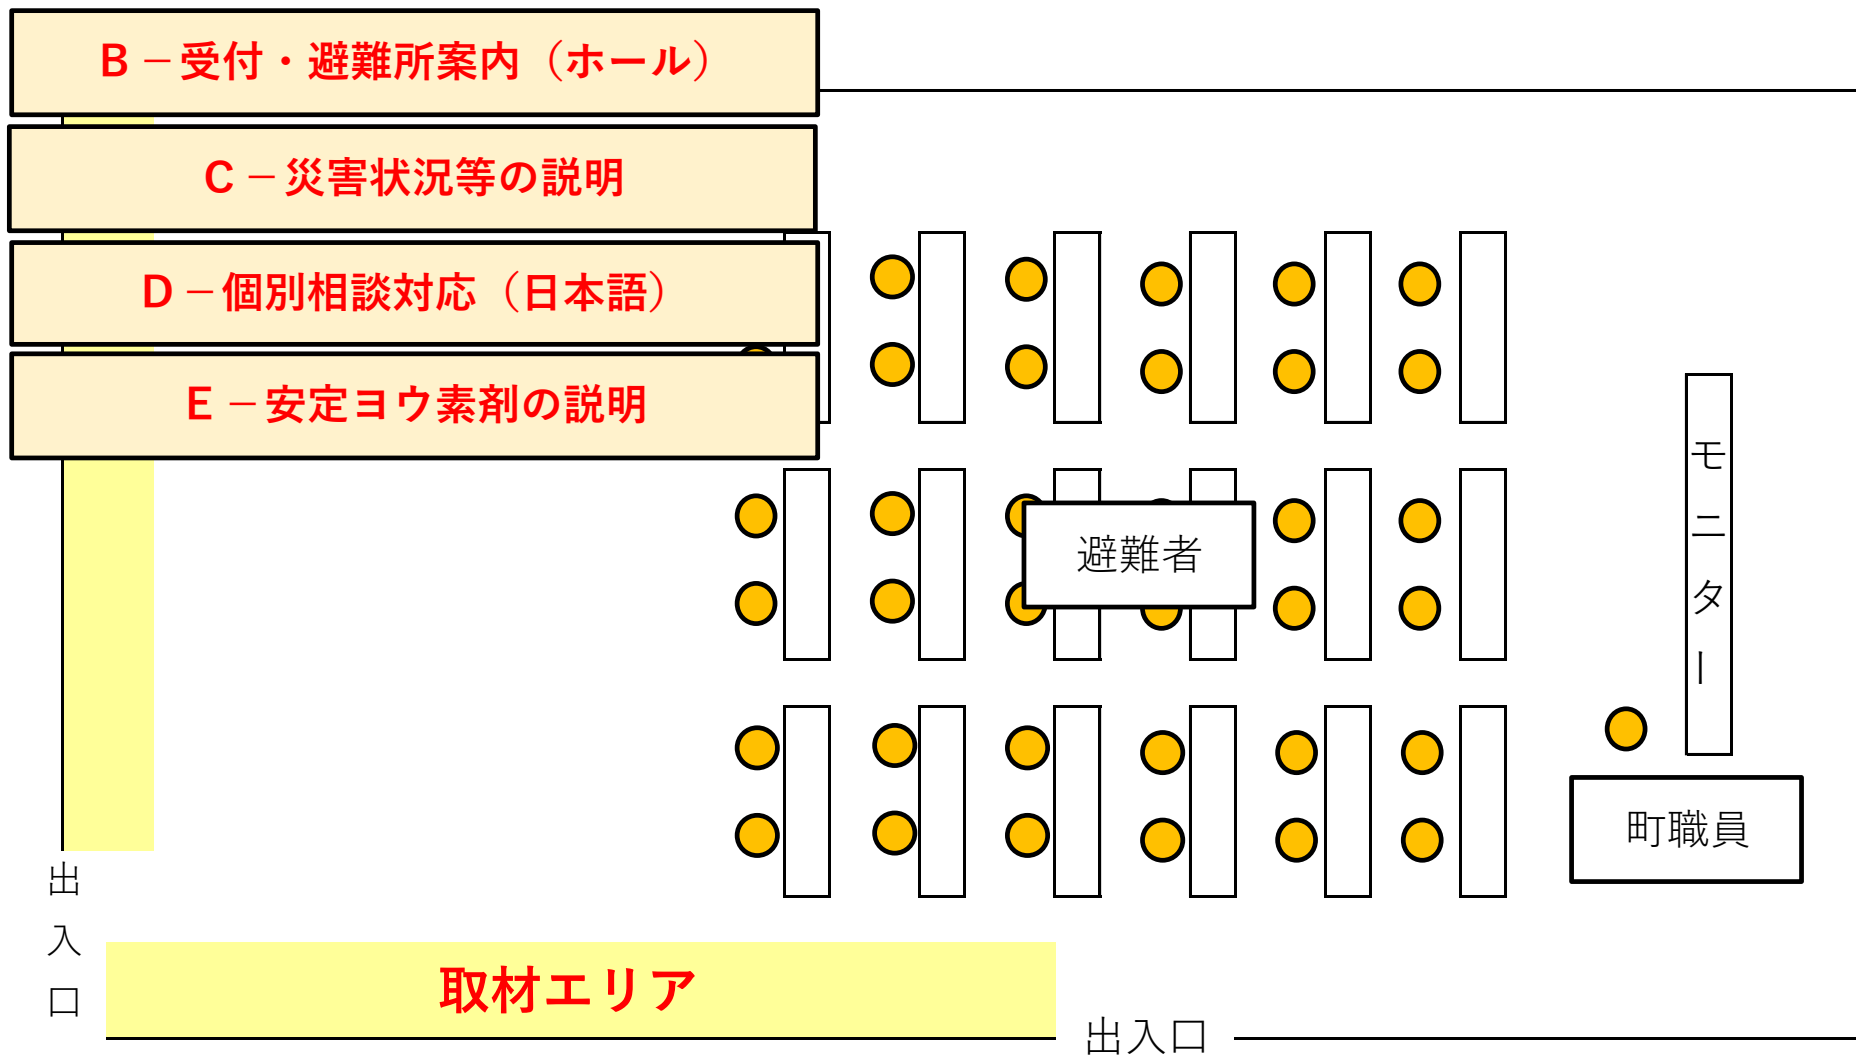 B－受付・避難所案内（ホール）
C－災害状況等の説明
D－個別相談対応（日本語）
E－安定ヨウ素剤の説明
モニター
避難者
町職員
出入口
取材エリア
出入口